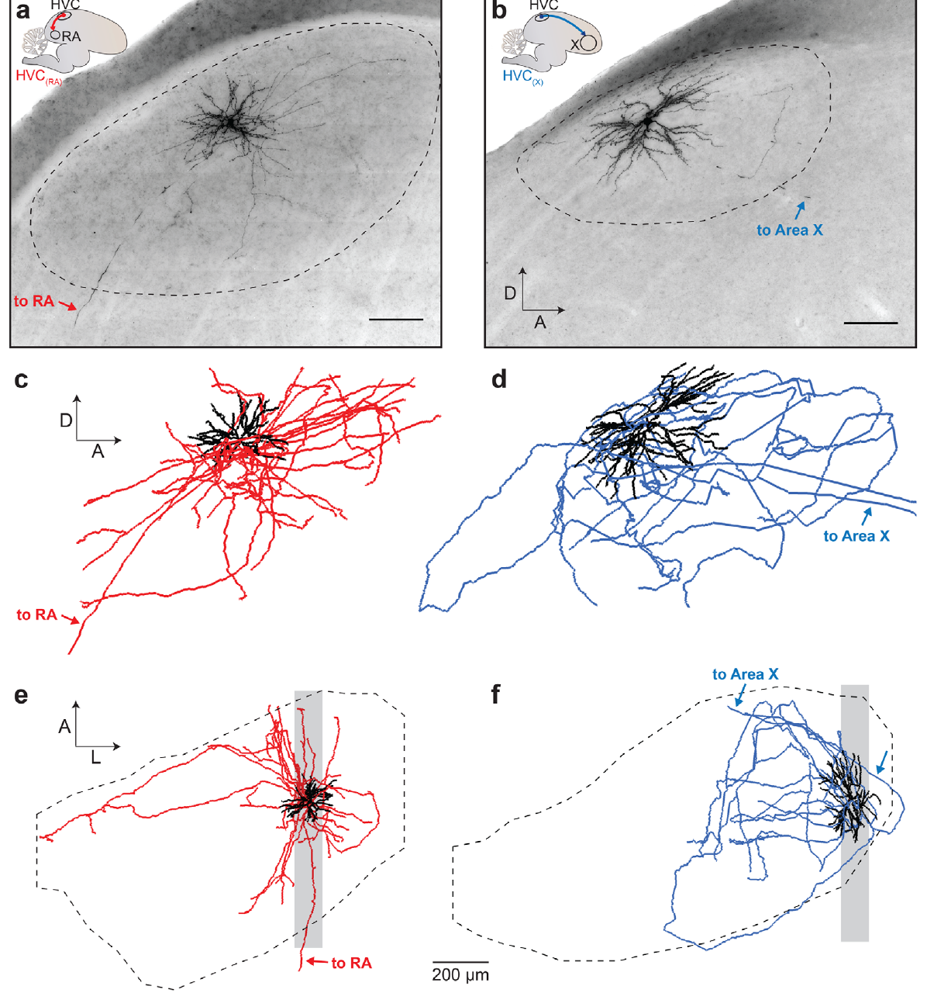 a
HVC
RA
HVC(RA)
to RA
b
HVC
X
HVC(X)
to Area X
D
A
c
D
A
to RA
d
to Area X
e
A
L
to RA
f
to Area X
200 µm